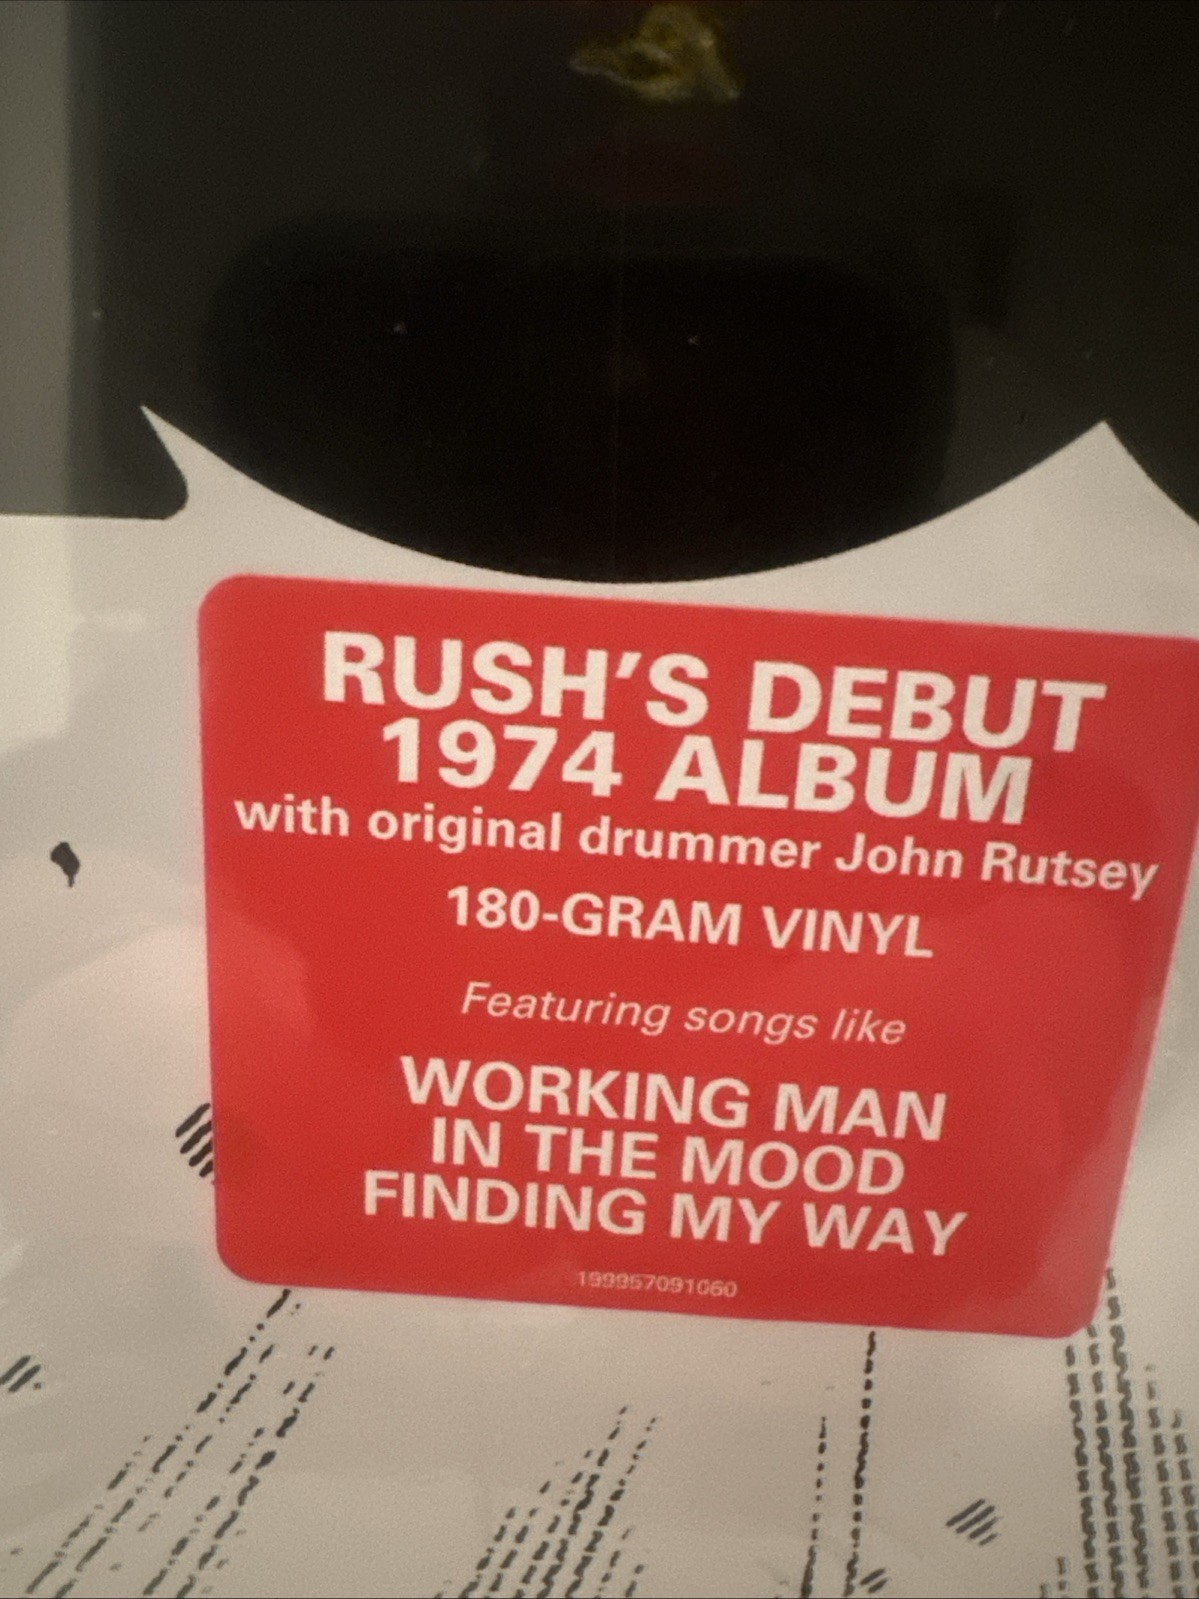 RUSH'S DEBUT
1974 ALBUM
with original drummer John Rutsey
180-GRAM VINYL
Featuring songs like
WORKING MAN
IN THE MOOD
FINDING MY WAY
199957091060